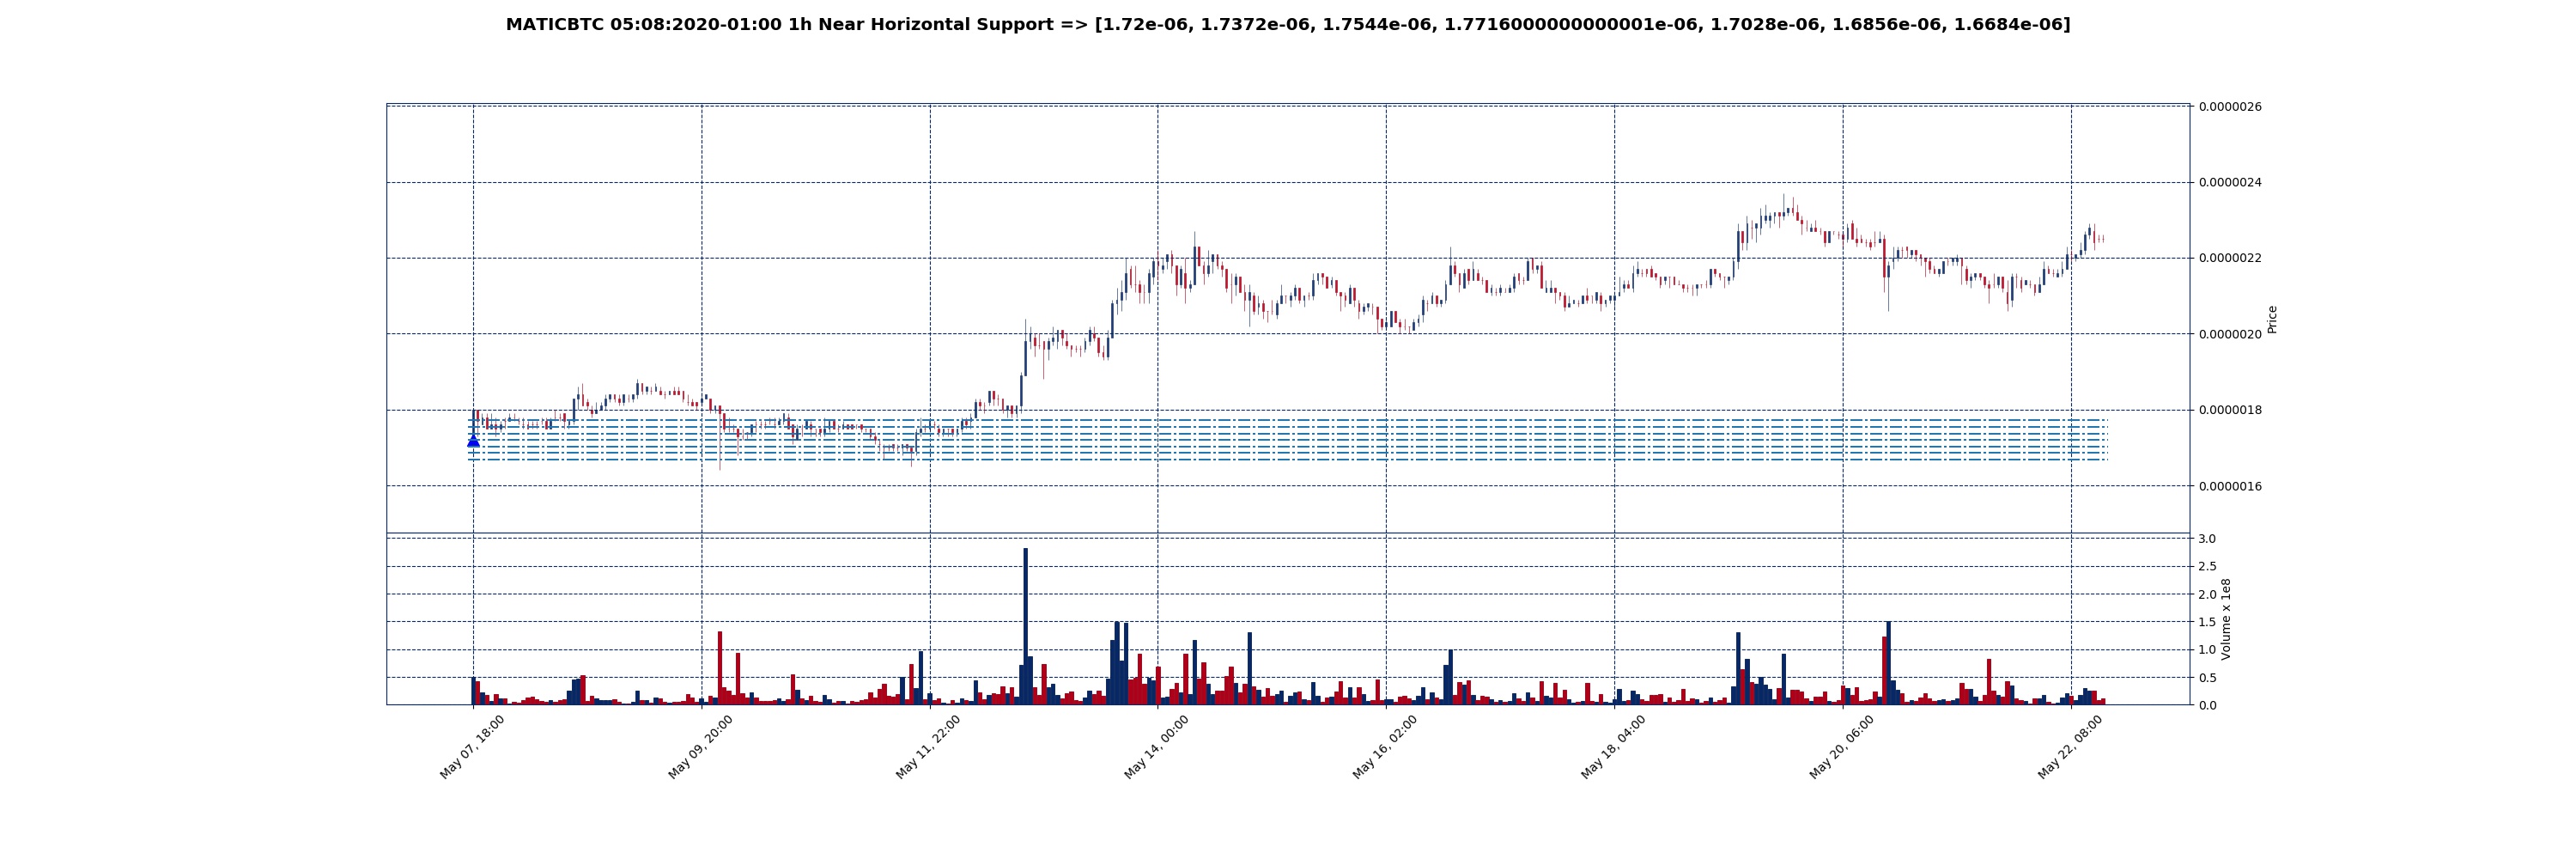 MATICBTC 05:08:2020-01:00 1h Near Horizontal Support => [1.72e-06, 1.7372e-06, 1.7544e-06, 1.7716000000000001e-06, 1.7028e-06, 1.6856e-06, 1.6684e-06]
0.0000026
0.0000024
0.0000022
0.0000020
0.0000018
0.0000016
Price
3.0
2.5
2.0
1.5
1.0
0.5
0.0
Volume x 1e8
May 07, 18:00
May 09, 20:00
May 11, 22:00
May 14, 00:00
May 16, 02:00
May 18, 04:00
May 20, 06:00
May 22, 08:00